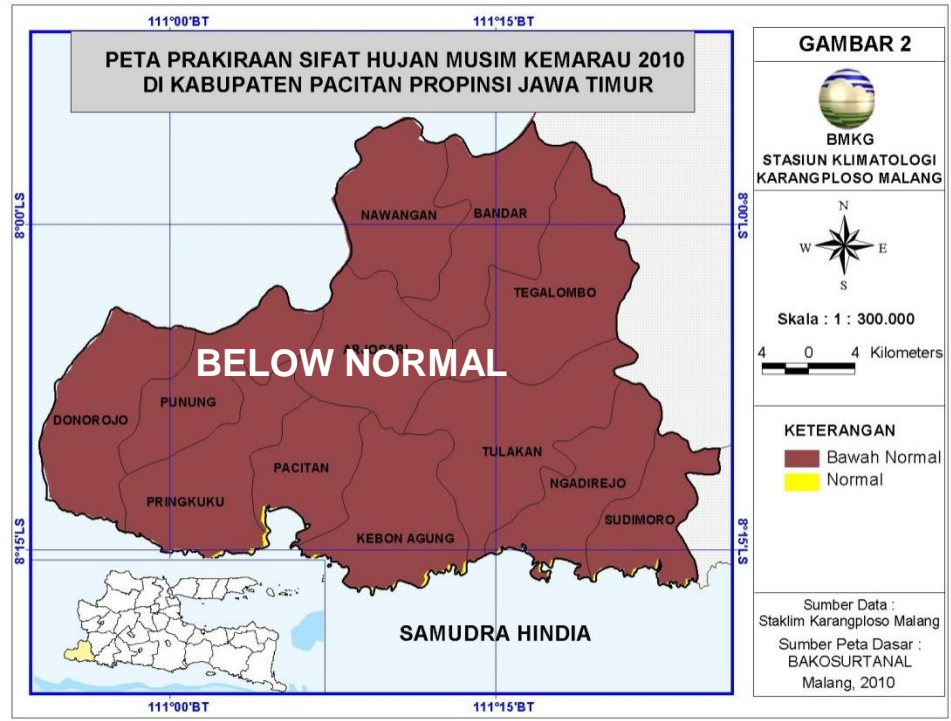 111°00'BT
111°15'BT
PETA PRAKIRAAN SIFAT HUJAN MUSIM KEMARAU 2010
DI KABUPATEN PACITAN PROPINSI JAWA TIMUR
8°00'LS
8°00'LS
NAWANGAN
BANDAR
TEGALOMBO
ARJOSARI
BELOW NORMAL
PUNUNG
DONOROJO
TULAKAN
PACITAN
NGADIREJO
PRINGKUKU
SUDIMORO
KEBON AGUNG
8°15'LS
8°15'LS
SAMUDRA HINDIA
111°00'BT
111°15'BT
GAMBAR 2
BMKG
STASIUN KLIMATOLOGI
KARANGPLOSO MALANG
N
W
E
S
Skala : 1 : 300.000
4 0 4 Kilometers
KETERANGAN
Bawah Normal
Normal
Sumber Data :
Staklim Karangploso Malang
Sumber Peta Dasar :
BAKOSURTANAL
Malang, 2010